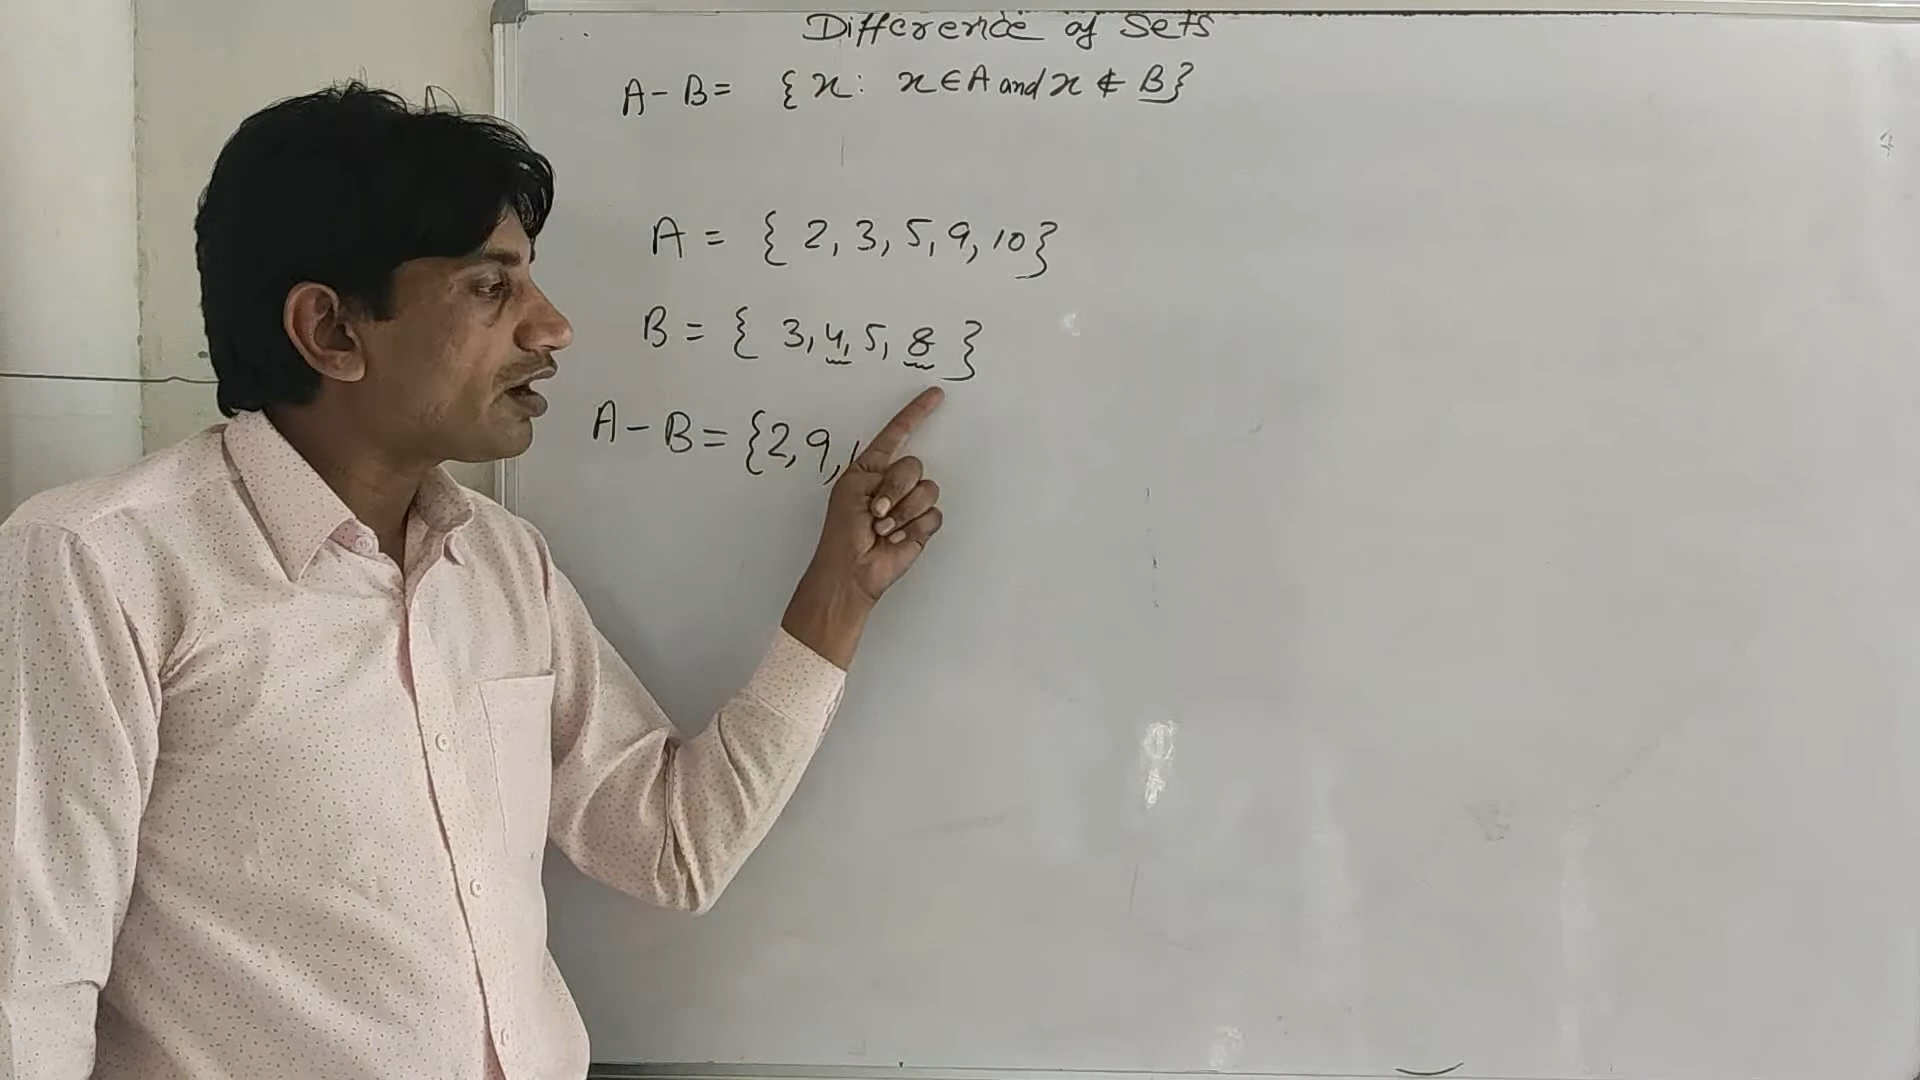 Difference of Sets
A - B = { x : x ∈ A and x ∉ B }
A = { 2, 3, 5, 9, 10 }
B = { 3, 4, 5, 8 }
A - B = { 2, 9,